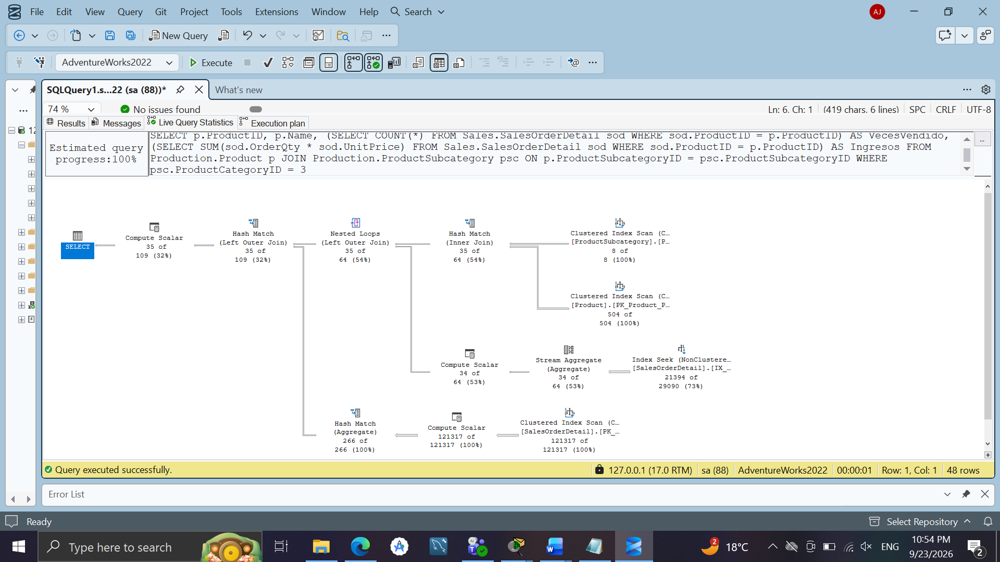 File Edit View Query Git Project Tools Extensions Window Help Search AJ
New Query
AdventureWorks2022 Execute
SQLQuery1.s...22 (sa (88))* What's new
74 % No issues found Ln: 6, Ch: 1 (419 chars, 6 lines) SPC CRLF UTF-8
Results Messages Live Query Statistics Execution plan
Estimated query
progress:100%
SELECT p.ProductID, p.Name, (SELECT COUNT(*) FROM Sales.SalesOrderDetail sod WHERE sod.ProductID = p.ProductID) AS VecesVendido,
(SELECT SUM(sod.OrderQty * sod.UnitPrice) FROM Sales.SalesOrderDetail sod WHERE sod.ProductID = p.ProductID) AS Ingresos FROM
Production.Product p JOIN Production.ProductSubcategory psc ON p.ProductSubcategoryID = psc.ProductSubcategoryID WHERE
psc.ProductCategoryID = 3
...
12
SELECT
Compute Scalar
35 of
109 (32%)
Hash Match
(Left Outer Join)
35 of
109 (32%)
Nested Loops
(Left Outer Join)
35 of
64 (54%)
Hash Match
(Inner Join)
35 of
64 (54%)
Clustered Index Scan (C...
[ProductSubcategory].[P...
8 of
8 (100%)
Clustered Index Scan (C...
[Product].[PK_Product_P...
504 of
504 (100%)
Compute Scalar
34 of
64 (53%)
Stream Aggregate
(Aggregate)
34 of
64 (53%)
Index Seek (NonClustere...
[SalesOrderDetail].[IX_...
21394 of
29090 (73%)
Hash Match
(Aggregate)
266 of
266 (100%)
Compute Scalar
121317 of
121317 (100%)
Clustered Index Scan (C...
[SalesOrderDetail].[PK_...
121317 of
121317 (100%)
Query executed successfully. 127.0.0.1 (17.0 RTM) sa (88) AdventureWorks2022 00:00:01 Row: 1, Col: 1 48 rows
Error List
Ready Select Repository
Type here to search 2 18°C ENG 10:54 PM
9/23/2026 2